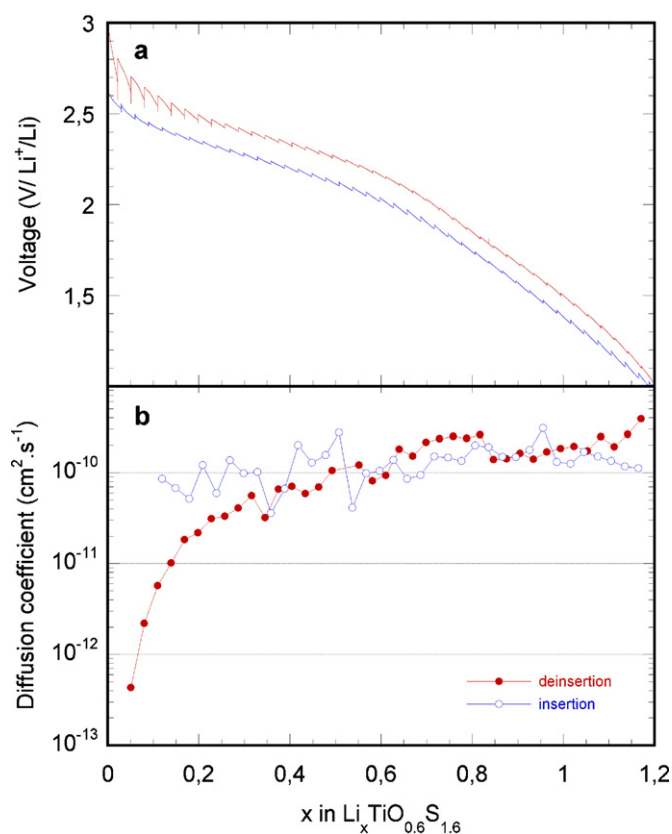 3
a
2,5
2
1,5
Voltage (V/ Li⁺/Li)
b
10⁻¹⁰
10⁻¹¹
10⁻¹²
10⁻¹³
Diffusion coefficient (cm².s⁻¹)
deinsertion
insertion
0 0,2 0,4 0,6 0,8 1 1,2
x in LiₓTiO₀.₆S₁.₆